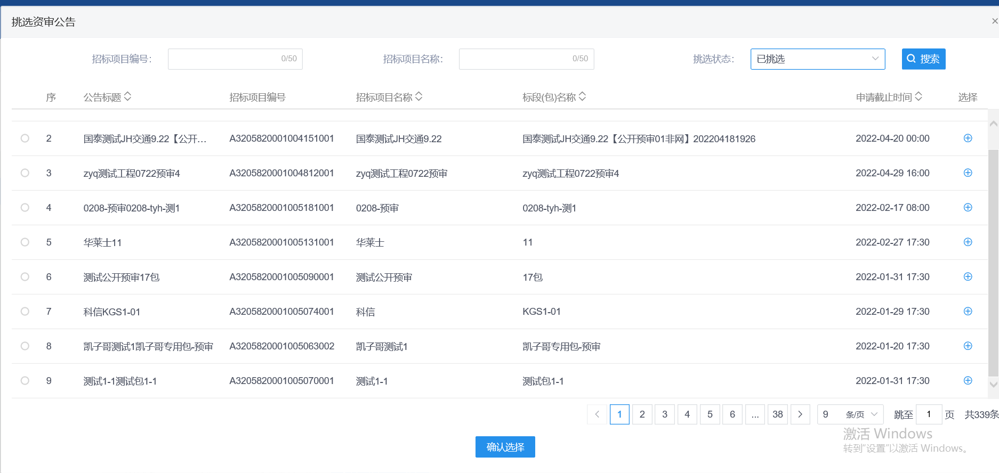 挑选资审公告 ×
招标项目编号： 0/50 招标项目名称： 0/50 挑选状态： 已挑选 搜索
序 公告标题 招标项目编号 招标项目名称 标段(包)名称 申请截止时间 选择
2 国泰测试JH交通9.22【公开... A3205820001004151001 国泰测试JH交通9.22 国泰测试JH交通9.22【公开预审01非网】202204181926 2022-04-20 00:00
3 zyq测试工程0722预审4 A3205820001004812001 zyq测试工程0722预审 zyq测试工程0722预审4 2022-04-29 16:00
4 0208-预审0208-tyh-测1 A3205820001005181001 0208-预审 0208-tyh-测1 2022-02-17 08:00
5 华莱士11 A3205820001005131001 华莱士 11 2022-02-27 17:30
6 测试公开预审17包 A3205820001005090001 测试公开预审 17包 2022-01-31 17:30
7 科信KGS1-01 A3205820001005074001 科信 KGS1-01 2022-01-29 17:30
8 凯子哥测试1凯子哥专用包-预审 A3205820001005063002 凯子哥测试1 凯子哥专用包-预审 2022-01-20 17:30
9 测试1-1测试包1-1 A3205820001005070001 测试1-1 测试包1-1 2022-01-31 17:30
< 1 2 3 4 5 6 ... 38 > 9 条/页 跳至 1 页 共339条
激活 Windows
转到“设置”以激活 Windows。
确认选择